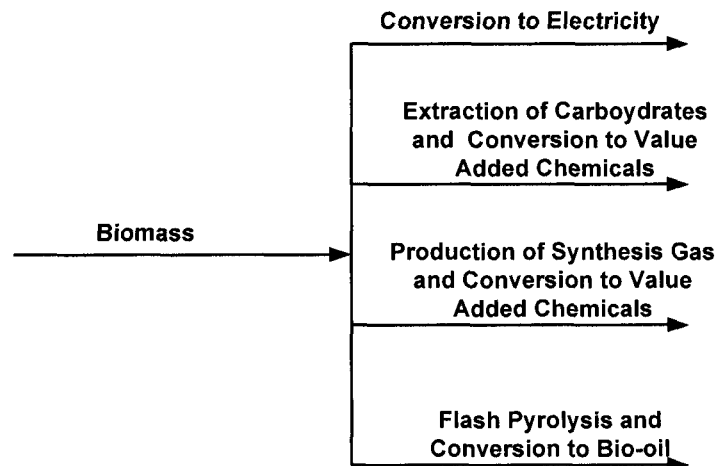 Conversion to Electricity
Extraction of Carboydrates
and Conversion to Value
Added Chemicals
Biomass
Production of Synthesis Gas
and Conversion to Value
Added Chemicals
Flash Pyrolysis and
Conversion to Bio-oil